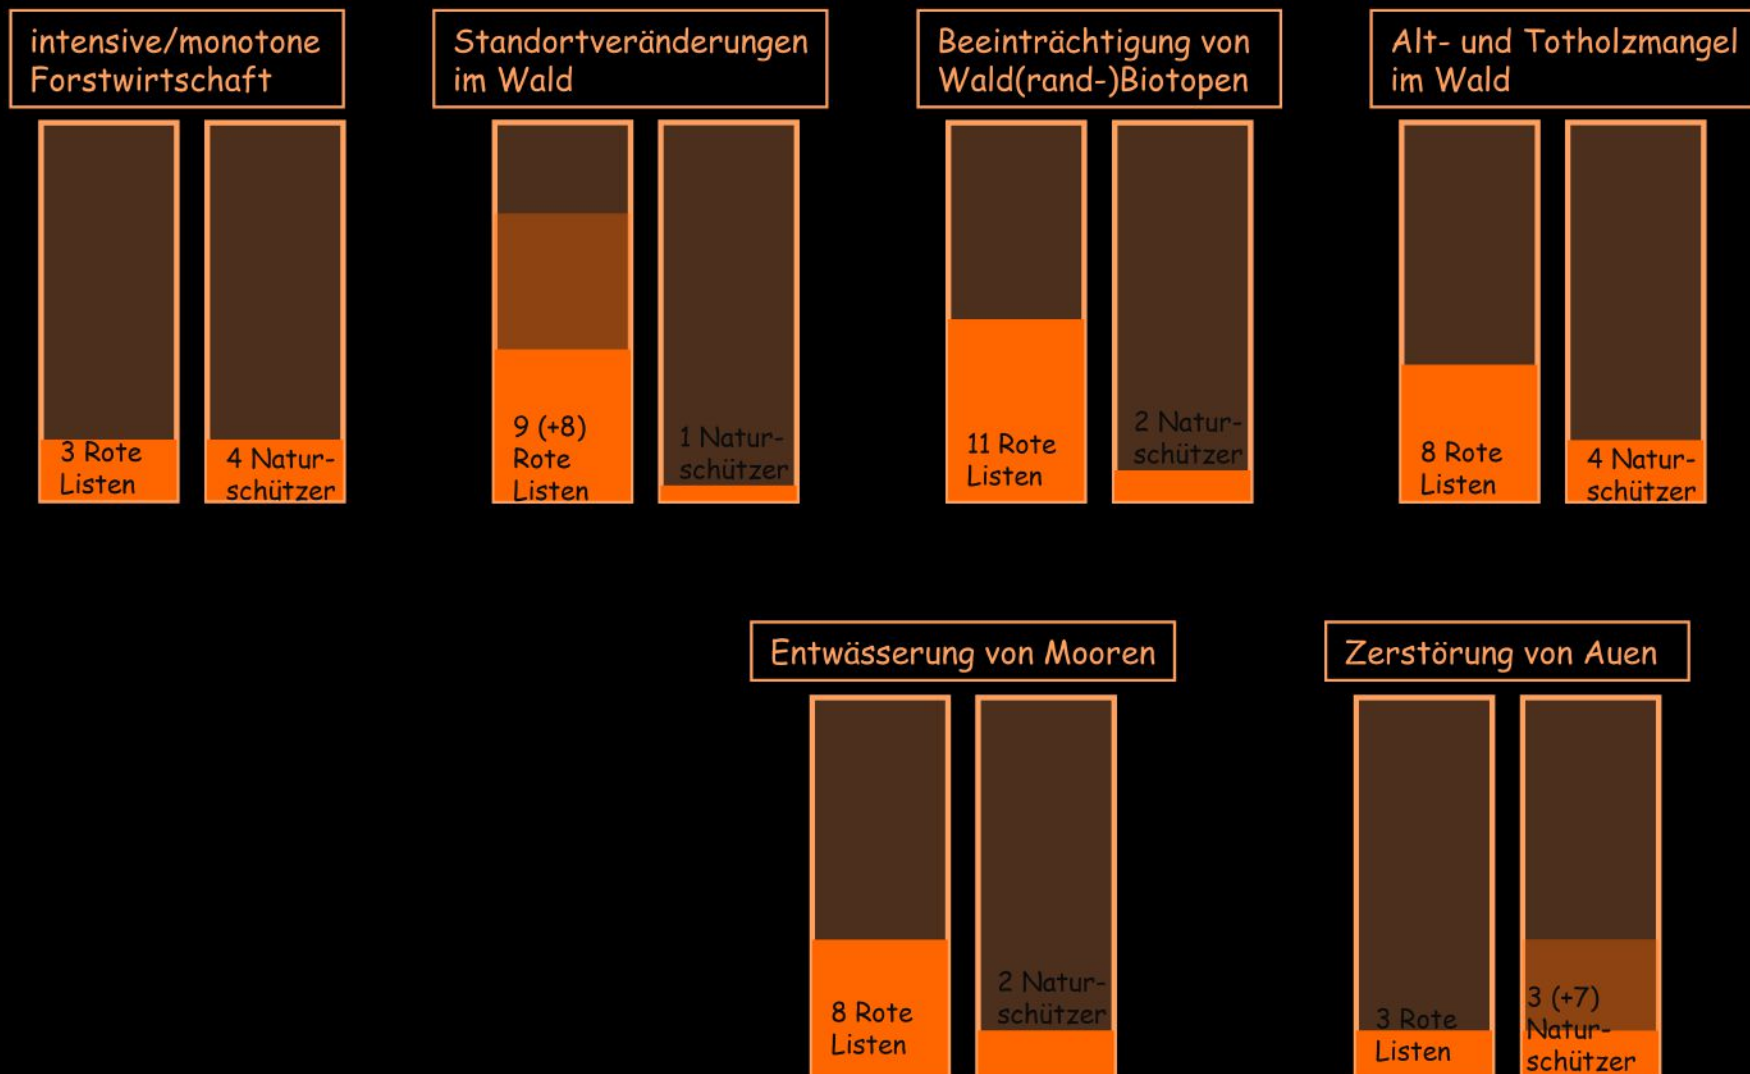 intensive/monotone
Forstwirtschaft
Standortveränderungen
im Wald
Beeinträchtigung von
Wald(rand-)Biotopen
Alt- und Totholzmangel
im Wald
3 Rote
Listen
4 Natur-
schützer
9 (+8)
Rote
Listen
1 Natur-
schützer
11 Rote
Listen
2 Natur-
schützer
8 Rote
Listen
4 Natur-
schützer
Entwässerung von Mooren
Zerstörung von Auen
8 Rote
Listen
2 Natur-
schützer
3 Rote
Listen
3 (+7)
Natur-
schützer